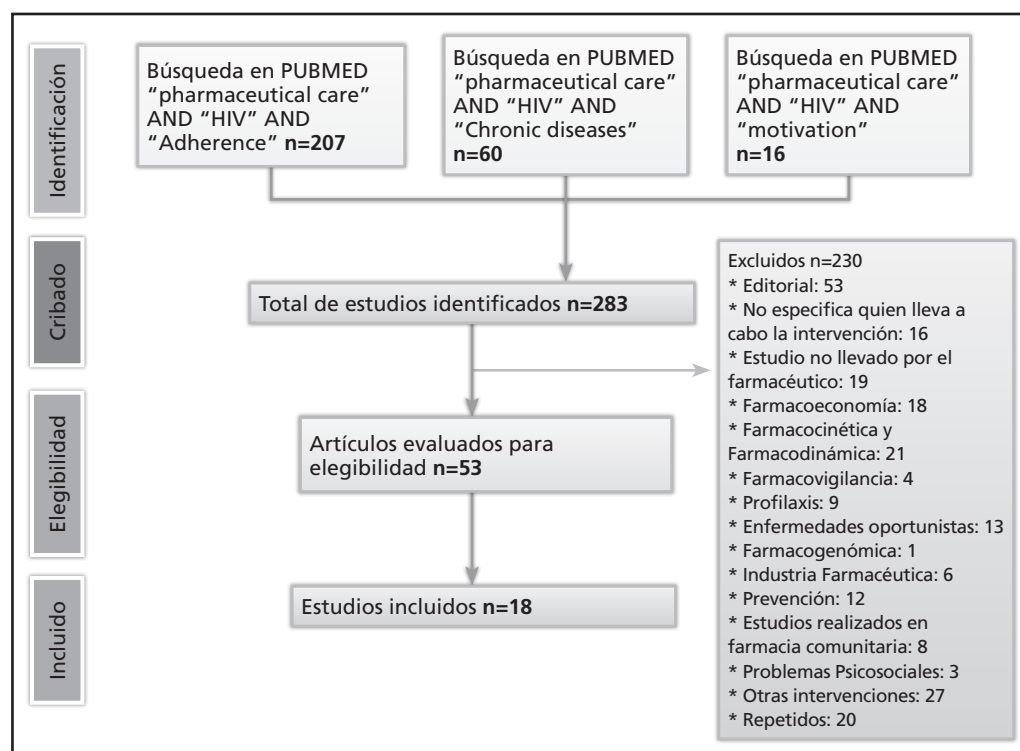 Identificación
Búsqueda en PUBMED
“pharmaceutical care”
AND “HIV” AND
“Adherence” n=207
Búsqueda en PUBMED
“pharmaceutical care”
AND “HIV” AND
“Chronic diseases”
n=60
Búsqueda en PUBMED
“pharmaceutical care”
AND “HIV” AND
“motivation”
n=16
Cribado
Total de estudios identificados n=283
Excluidos n=230
* Editorial: 53
* No especifica quien lleva a
cabo la intervención: 16
* Estudio no llevado por el
farmacéutico: 19
* Farmacoeconomía: 18
* Farmacocinética y
Farmacodinámica: 21
* Farmacovigilancia: 4
* Profilaxis: 9
* Enfermedades oportunistas: 13
* Farmacogenómica: 1
* Industria Farmacéutica: 6
* Prevención: 12
* Estudios realizados en
farmacia comunitaria: 8
* Problemas Psicosociales: 3
* Otras intervenciones: 27
* Repetidos: 20
Elegibilidad
Artículos evaluados para
elegibilidad n=53
Incluido
Estudios incluidos n=18